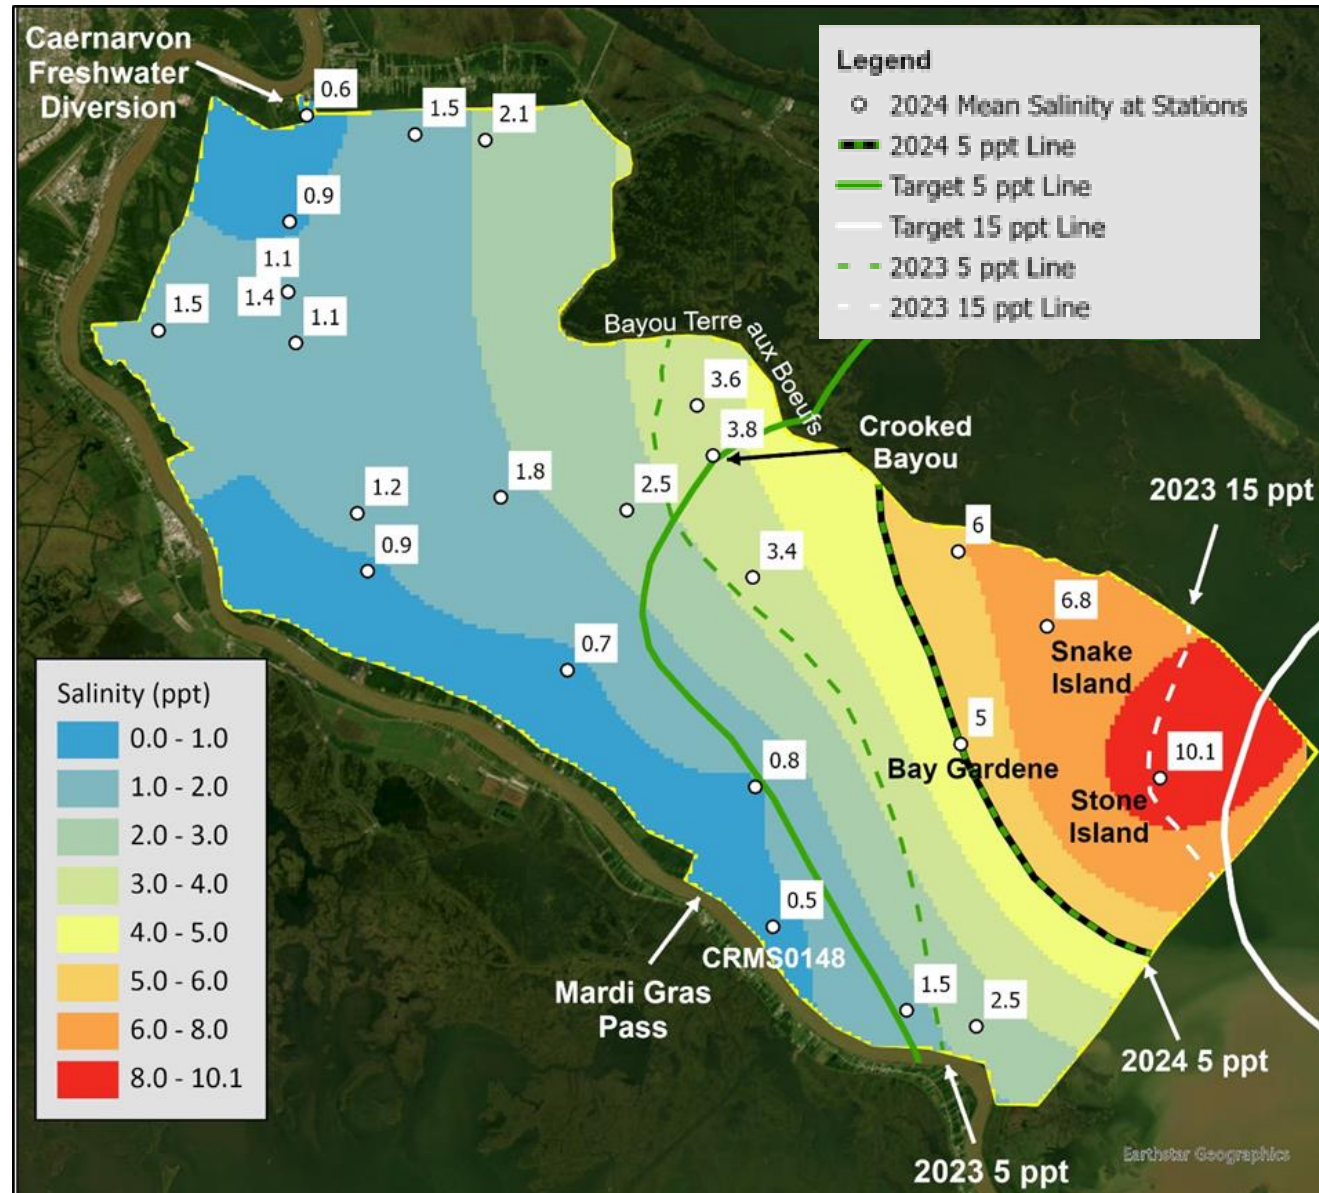 Caernarvon
Freshwater
Diversion
Legend
2024 Mean Salinity at Stations
2024 5 ppt Line
Target 5 ppt Line
Target 15 ppt Line
2023 5 ppt Line
2023 15 ppt Line
0.6
1.5
2.1
0.9
1.1
1.4
1.5
1.1
Bayou Terre aux Boeufs
3.6
3.8
Crooked
Bayou
2023 15 ppt
1.2
1.8
2.5
0.9
3.4
6
6.8
Snake
Island
0.7
5
Bay Gardene
10.1
Stone
Island
0.8
0.5
CRMS0148
Mardi Gras
Pass
1.5
2.5
2024 5 ppt
2023 5 ppt
Salinity (ppt)
0.0 - 1.0
1.0 - 2.0
2.0 - 3.0
3.0 - 4.0
4.0 - 5.0
5.0 - 6.0
6.0 - 8.0
8.0 - 10.1
Earthstar Geographics